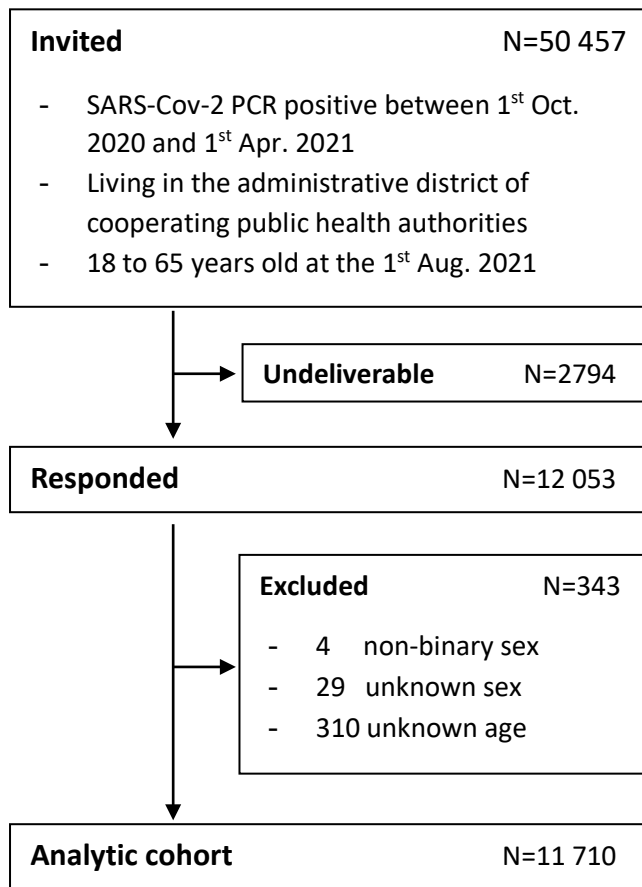 Invited N=50 457
- SARS-Cov-2 PCR positive between 1st Oct.
2020 and 1st Apr. 2021
- Living in the administrative district of
cooperating public health authorities
- 18 to 65 years old at the 1st Aug. 2021
Undeliverable N=2794
Responded N=12 053
Excluded N=343
- 4 non-binary sex
- 29 unknown sex
- 310 unknown age
Analytic cohort N=11 710